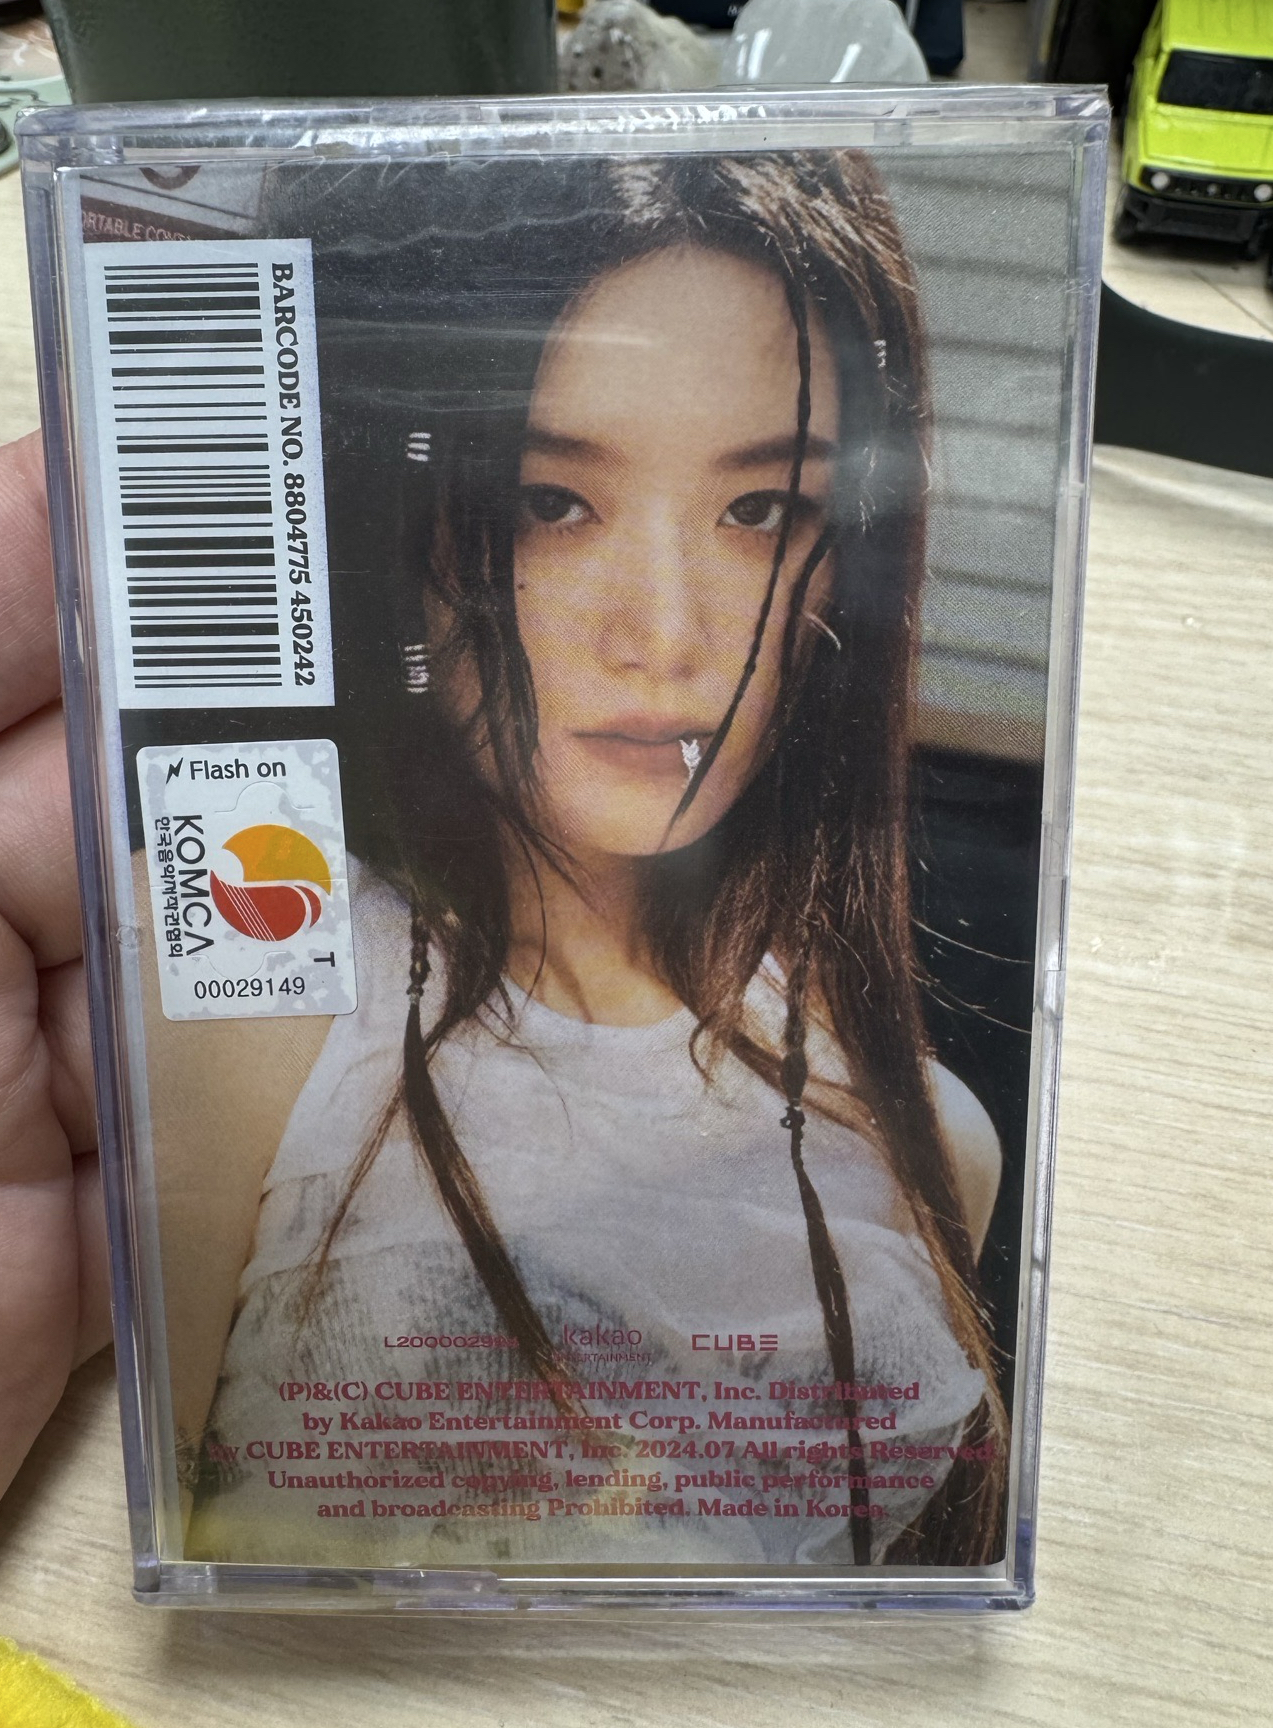 BARCODE NO. 8804775 450242
Flash on
KOMCA
한국음악저작권협회
T
00029149
kakao
ENTERTAINMENT
CUBE
(P)&(C) CUBE ENTERTAINMENT, Inc. Distributed
by Kakao Entertainment Corp. Manufactured
by CUBE ENTERTAINMENT, Inc. 2024.07 All rights Reserved.
Unauthorized copying, lending, public performance
and broadcasting Prohibited. Made in Korea